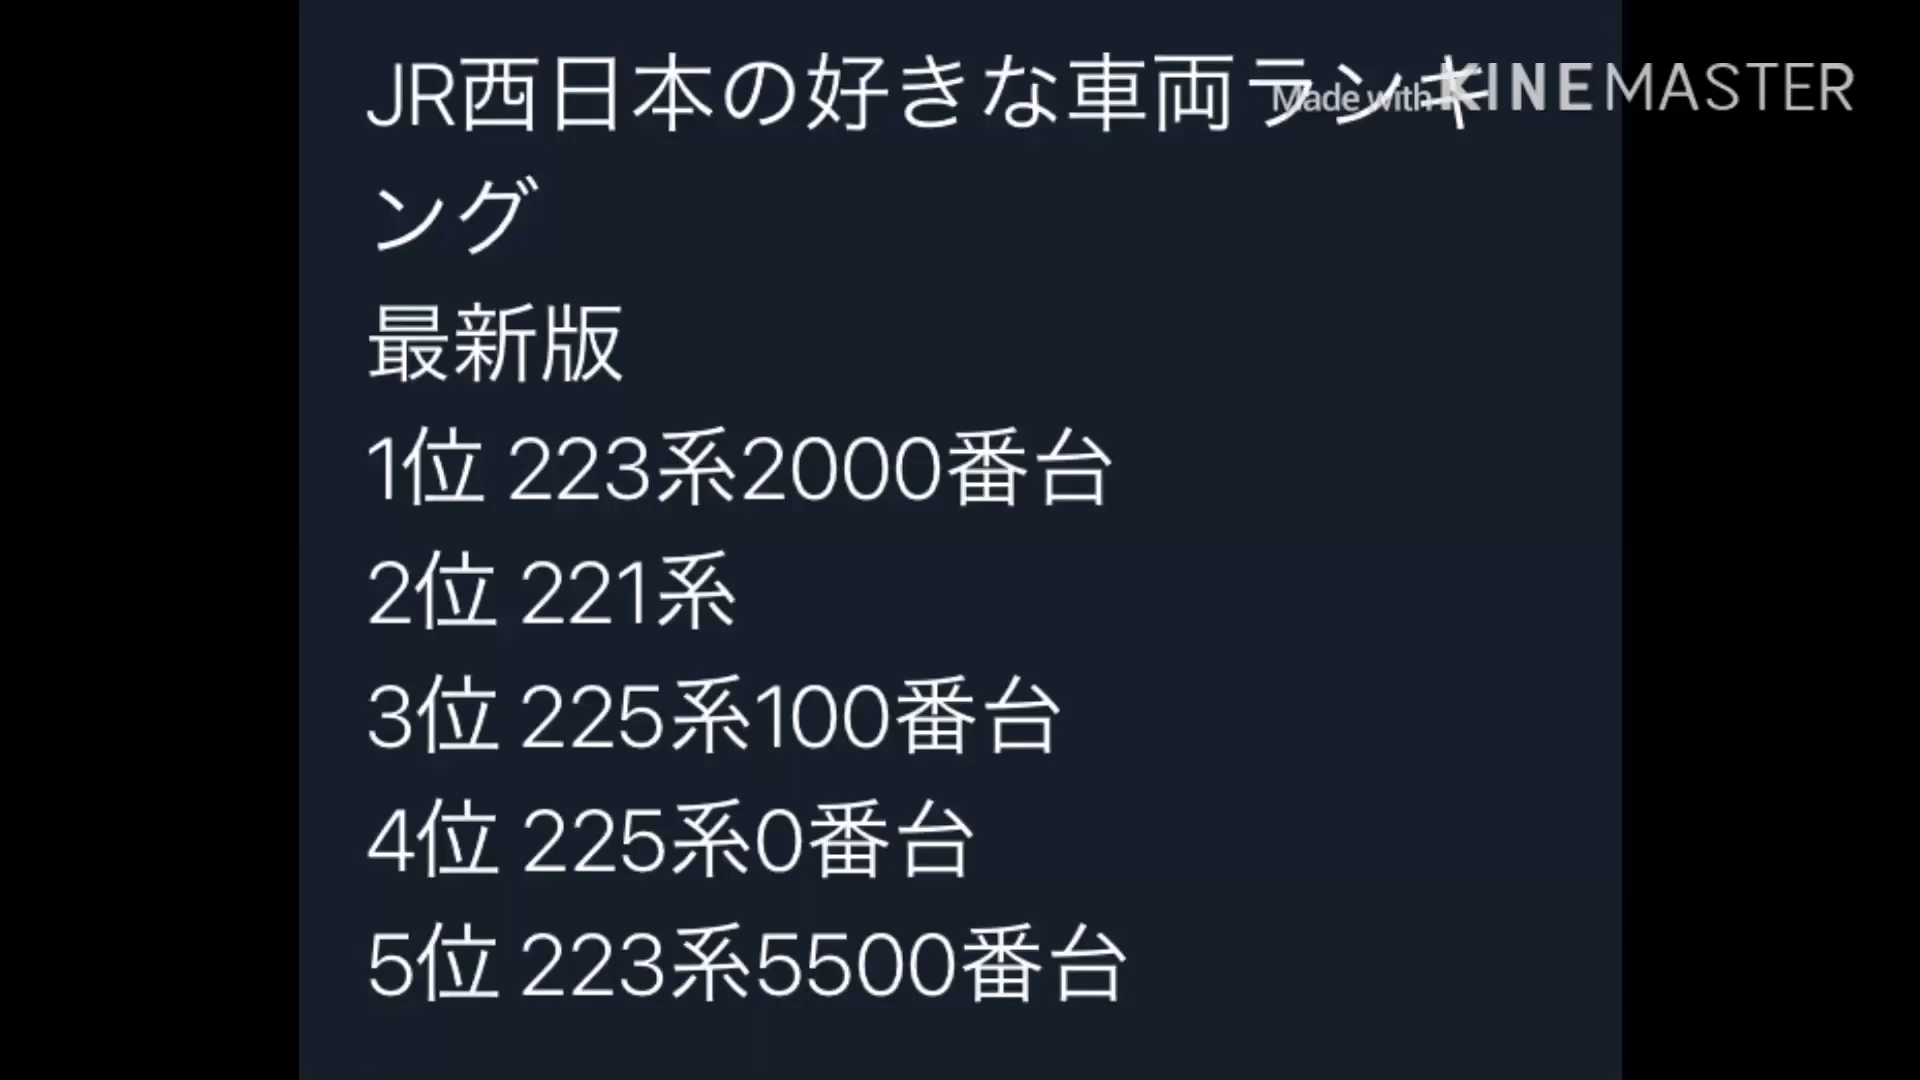 JR西日本の好きな車両ランキ
ング
Made with KINEMASTER
最新版
1位 223系2000番台
2位 221系
3位 225系100番台
4位 225系0番台
5位 223系5500番台